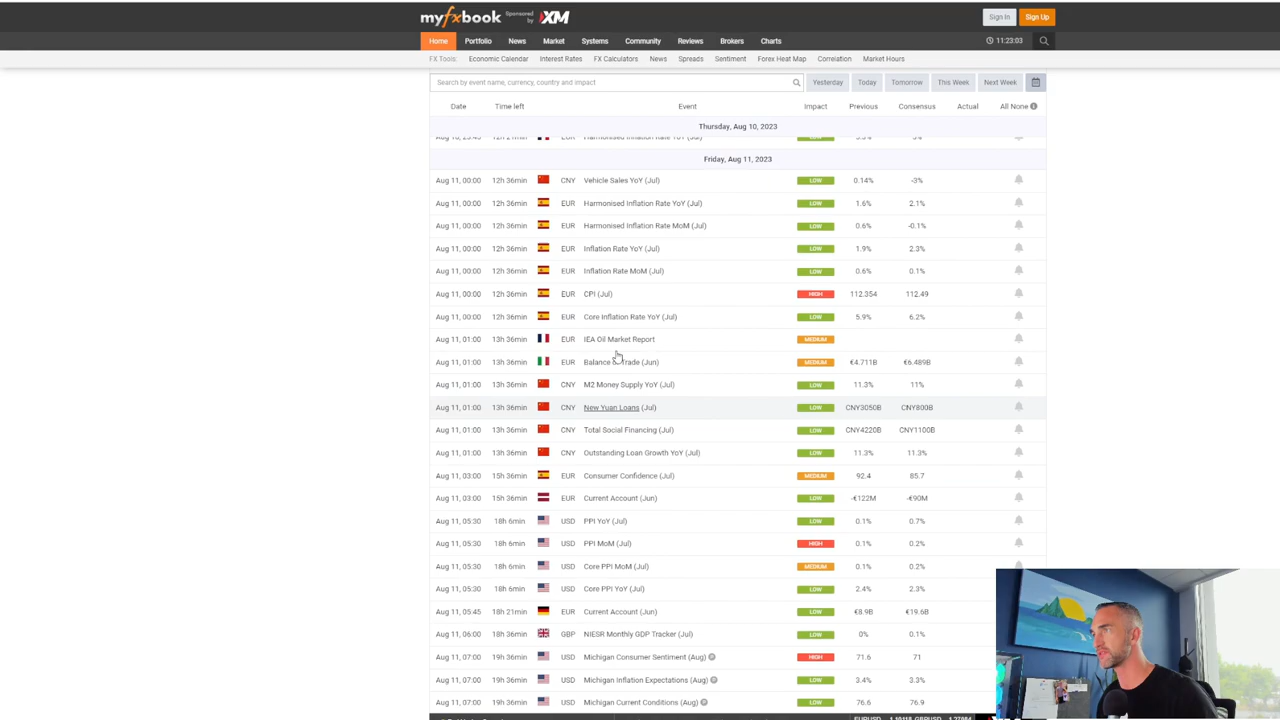 myfxbook Sponsored by XM Sign In Sign Up
Home Portfolio News Market Systems Community Reviews Brokers Charts 11:23:03
FX Tools: Economic Calendar Interest Rates FX Calculators News Spreads Sentiment Forex Heat Map Correlation Market Hours
Search by event name, currency, country and impact Yesterday Today Tomorrow This Week Next Week
Date Time left Event Impact Previous Consensus Actual All None
Thursday, Aug 10, 2023
Harmonised Inflation Rate YoY (Jul)
Friday, Aug 11, 2023
Aug 11, 00:00 12h 36min CNY Vehicle Sales YoY (Jul) LOW 0.14% -3%
Aug 11, 00:00 12h 36min EUR Harmonised Inflation Rate YoY (Jul) LOW 1.6% 2.1%
Aug 11, 00:00 12h 36min EUR Harmonised Inflation Rate MoM (Jul) LOW 0.6% -0.1%
Aug 11, 00:00 12h 36min EUR Inflation Rate YoY (Jul) LOW 1.9% 2.3%
Aug 11, 00:00 12h 36min EUR Inflation Rate MoM (Jul) LOW 0.6% 0.1%
Aug 11, 00:00 12h 36min EUR CPI (Jul) HIGH 112.354 112.49
Aug 11, 00:00 12h 36min EUR Core Inflation Rate YoY (Jul) LOW 5.9% 6.2%
Aug 11, 01:00 13h 36min EUR IEA Oil Market Report MEDIUM
Aug 11, 01:00 13h 36min EUR Balance of Trade (Jun) MEDIUM €4.711B €6.489B
Aug 11, 01:00 13h 36min CNY M2 Money Supply YoY (Jul) LOW 11.3% 11%
Aug 11, 01:00 13h 36min CNY New Yuan Loans (Jul) LOW CNY3050B CNY800B
Aug 11, 01:00 13h 36min CNY Total Social Financing (Jul) LOW CNY4220B CNY1100B
Aug 11, 01:00 13h 36min CNY Outstanding Loan Growth YoY (Jul) LOW 11.3% 11.3%
Aug 11, 03:00 15h 36min EUR Consumer Confidence (Jul) MEDIUM 92.4 85.7
Aug 11, 03:00 15h 36min EUR Current Account (Jun) LOW -€122M -€90M
Aug 11, 05:30 18h 6min USD PPI YoY (Jul) LOW 0.1% 0.7%
Aug 11, 05:30 18h 6min USD PPI MoM (Jul) HIGH 0.1% 0.2%
Aug 11, 05:30 18h 6min USD Core PPI MoM (Jul) MEDIUM 0.1% 0.2%
Aug 11, 05:30 18h 6min USD Core PPI YoY (Jul) LOW 2.4% 2.3%
Aug 11, 05:45 18h 21min EUR Current Account (Jun) LOW €8.9B €19.6B
Aug 11, 06:00 18h 36min GBP NIESR Monthly GDP Tracker (Jul) LOW 0% 0.1%
Aug 11, 07:00 19h 36min USD Michigan Consumer Sentiment (Aug) P HIGH 71.6 71
Aug 11, 07:00 19h 36min USD Michigan Inflation Expectations (Aug) P LOW 3.4% 3.3%
Aug 11, 07:00 19h 36min USD Michigan Current Conditions (Aug) P LOW 76.6 76.9